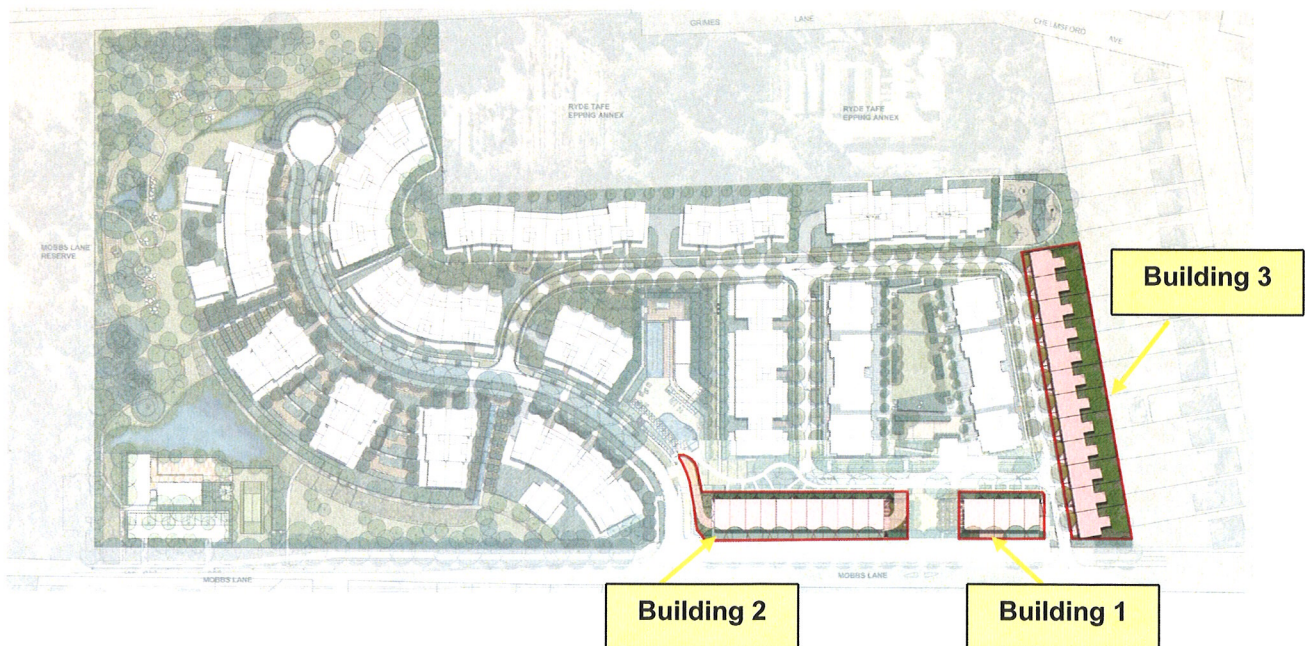 GRIMES LANE
CHELMSFORD AVE
RYDE TAFE
EPPING ANNEX
RYDE TAFE
EPPING ANNEX
MOBBS LANE
RESERVE
Building 3
MOBBS LANE
MOBBS LANE
Building 2
Building 1